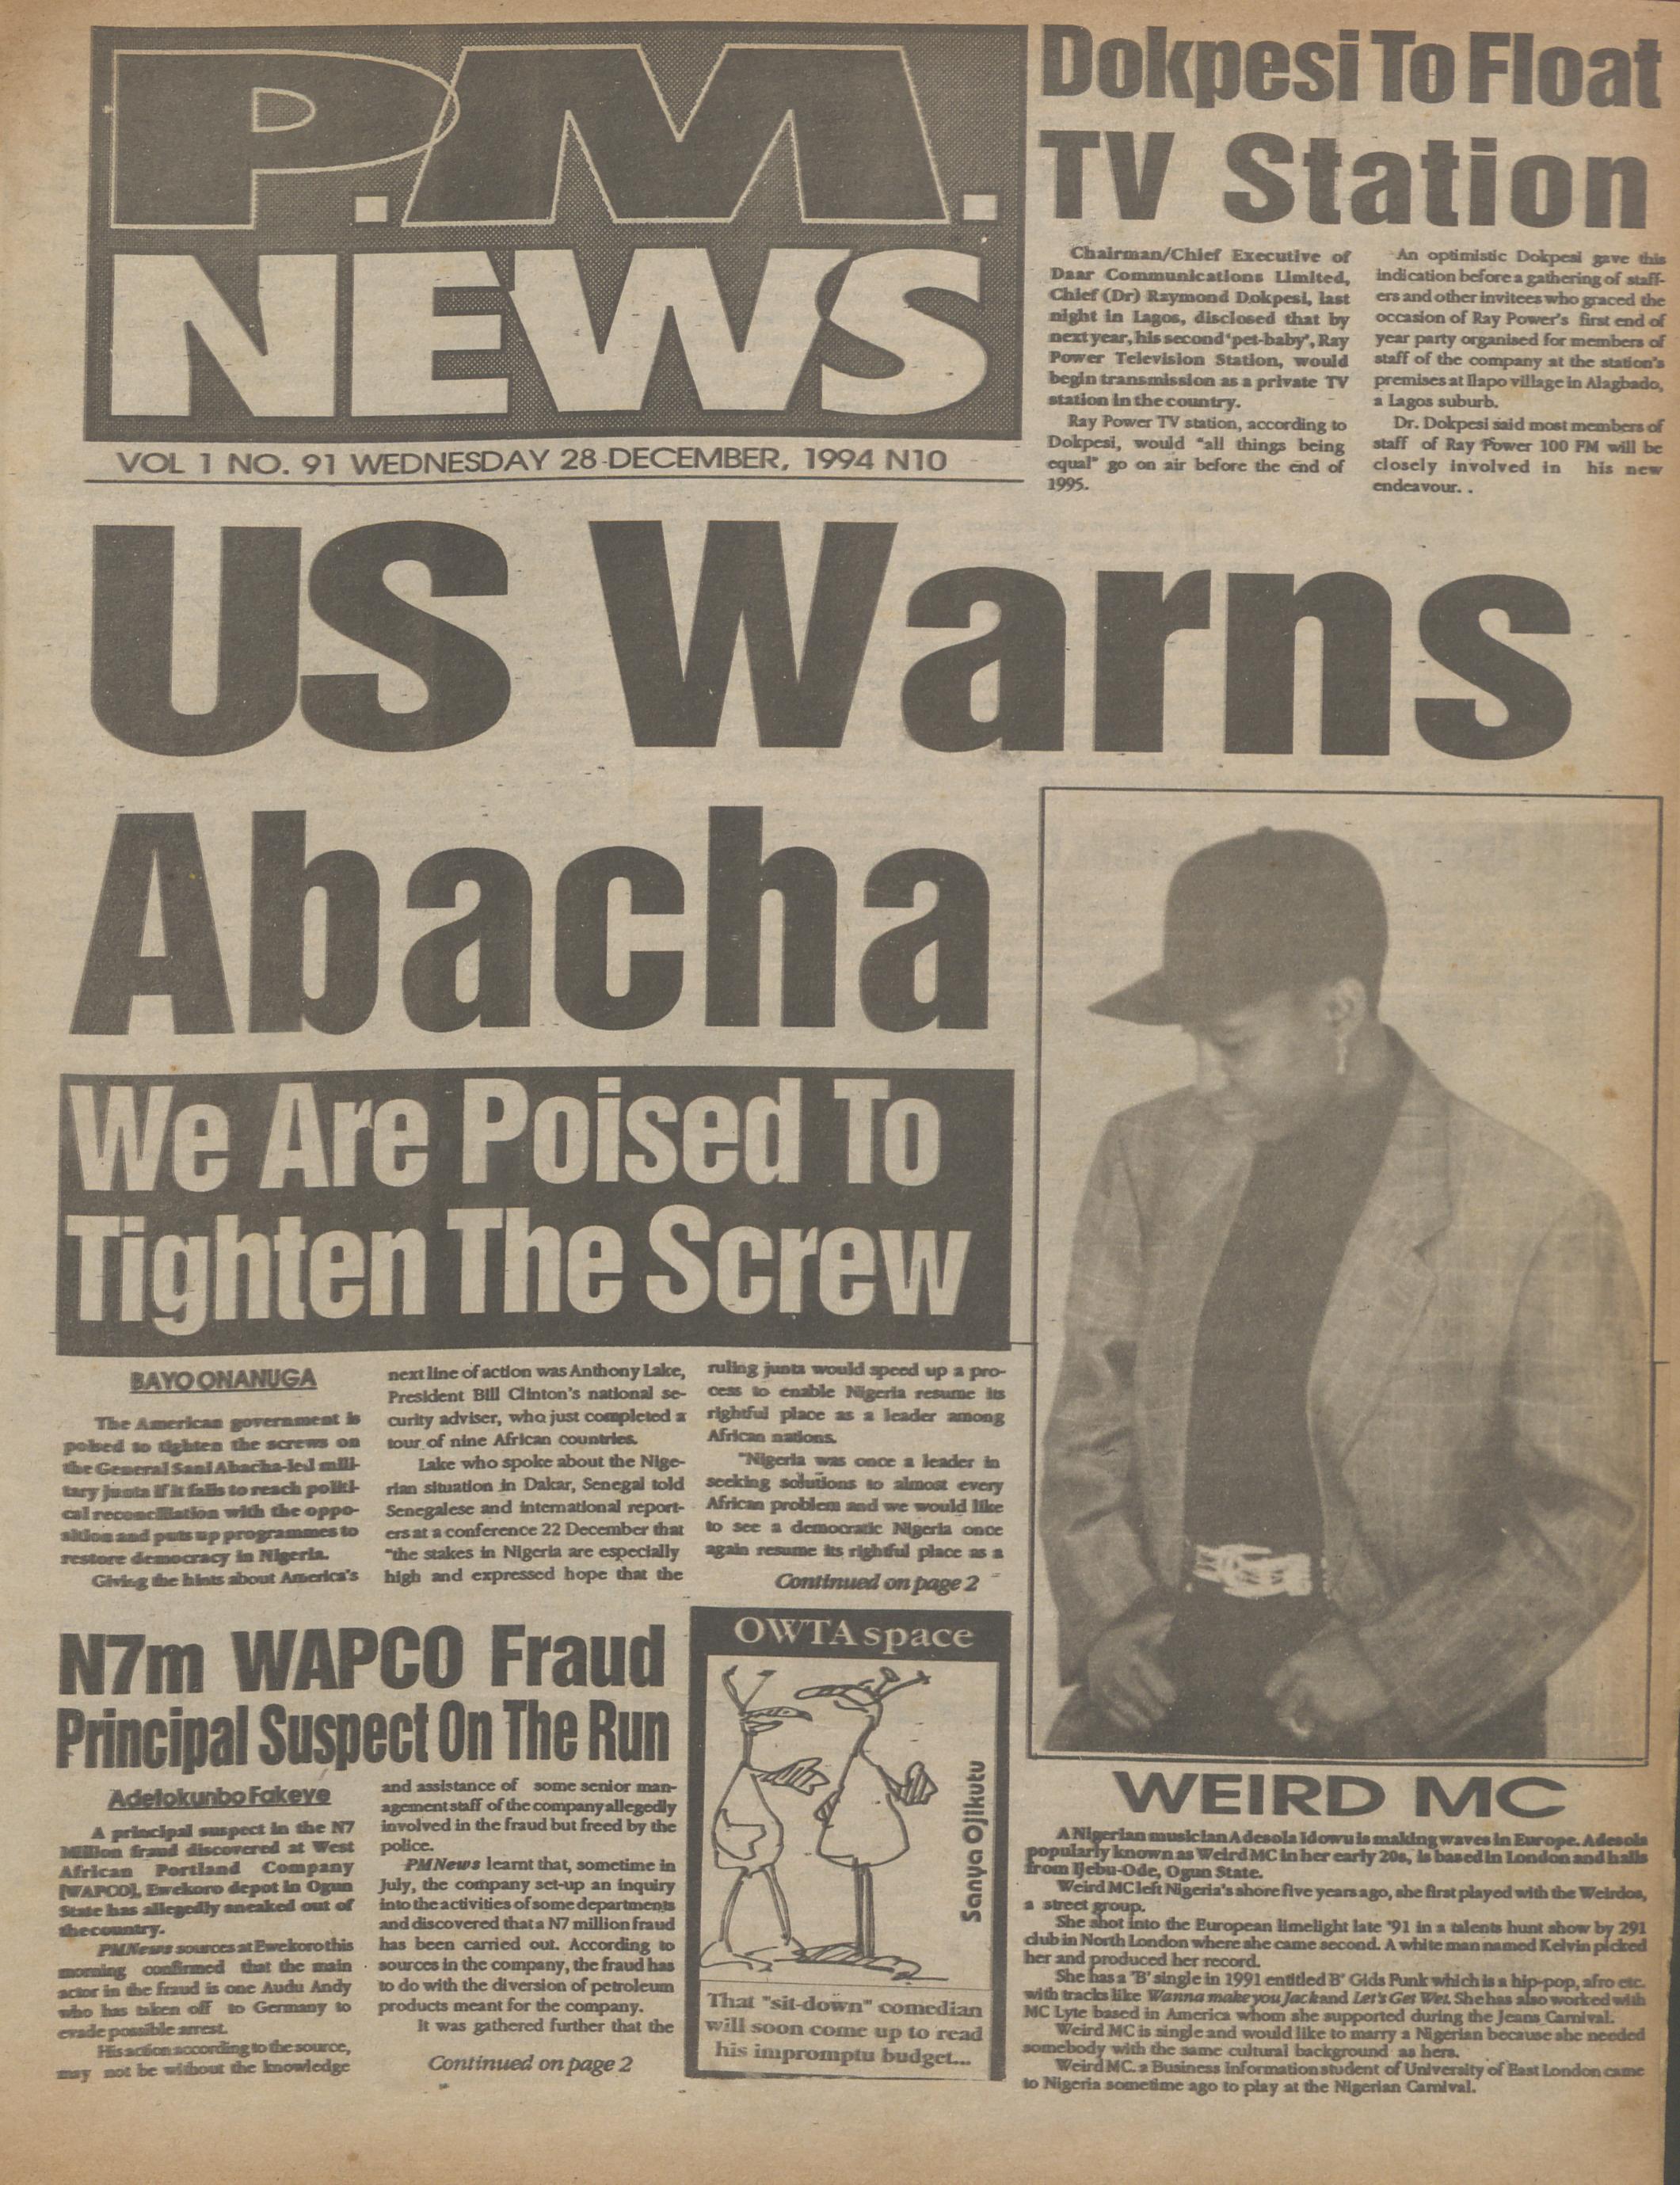 P.M.
NEWS
VOL 1 NO. 91 WEDNESDAY 28 DECEMBER, 1994 N10
Dokpesi To Float
TV Station
Chairman/Chief Executive of
Daar Communications Limited,
Chief (Dr) Raymond Dokpesi, last
night in Lagos, disclosed that by
next year, his second 'pet-baby', Ray
Power Television Station, would
begin transmission as a private TV
station in the country.
Ray Power TV station, according to
Dokpesi, would "all things being
equal" go on air before the end of
1995.
An optimistic Dokpesi gave this
indication before a gathering of staff-
ers and other invitees who graced the
occasion of Ray Power's first end of
year party organised for members of
staff of the company at the station's
premises at Ilapo village in Alagbado,
a Lagos suburb.
Dr. Dokpesi said most members of
staff of Ray Power 100 FM will be
closely involved in his new
endeavour. .
US Warns
Abacha
We Are Poised To
Tighten The Screw
BAYO ONANUGA
The American government is
poised to tighten the screws on
the General Sani Abacha-led mili-
tary junta if it fails to reach politi-
cal reconciliation with the oppo-
sition and puts up programmes to
restore democracy in Nigeria.
Giving the hints about America's
next line of action was Anthony Lake,
President Bill Clinton's national se-
curity adviser, who just completed a
tour of nine African countries.
Lake who spoke about the Nige-
rian situation in Dakar, Senegal told
Senegalese and international report-
ers at a conference 22 December that
"the stakes in Nigeria are especially
high and expressed hope that the
ruling junta would speed up a pro-
cess to enable Nigeria resume its
rightful place as a leader among
African nations.
"Nigeria was once a leader in
seeking solutions to almost every
African problem and we would like
to see a democratic Nigeria once
again resume its rightful place as a
Continued on page 2
N7m WAPCO Fraud
Principal Suspect On The Run
Adetokunbo Fakeye
A principal suspect in the N7
Million fraud discovered at West
African Portland Company
[WAPCO], Ewekoro depot in Ogun
State has allegedly sneaked out of
the country.
PMNews sources at Ewekoro this
morning confirmed that the main
actor in the fraud is one Audu Andy
who has taken off to Germany to
evade possible arrest.
His action according to the source,
may not be without the knowledge
and assistance of some senior man-
agement staff of the company allegedly
involved in the fraud but freed by the
police.
PMNews learnt that, sometime in
July, the company set-up an inquiry
into the activities of some departments
and discovered that a N7 million fraud
has been carried out. According to
sources in the company, the fraud has
to do with the diversion of petroleum
products meant for the company.
It was gathered further that the
Continued on page 2
OWTA space
Sanya Ojikutu
That "sit-down" comedian
will soon come up to read
his impromptu budget...
WEIRD MC
A Nigerian musician Adesola Idowu is making waves in Europe. Adesola
popularly known as Weird MC in her early 20s, is based in London and hails
from Ijebu-Ode, Ogun State.
Weird MC left Nigeria's shore five years ago, she first played with the Weirdos,
a street group.
She shot into the European limelight late '91 in a talents hunt show by 291
club in North London where she came second. A white man named Kelvin picked
her and produced her record.
She has a 'B' single in 1991 entitled B' Gids Funk which is a hip-pop, afro etc.
with tracks like Wanna make you Jack and Let's Get Wet. She has also worked with
MC Lyte based in America whom she supported during the Jeans Carnival.
Weird MC is single and would like to marry a Nigerian because she needed
somebody with the same cultural background as hers.
Weird MC. a Business Information student of University of East London came
to Nigeria sometime ago to play at the Nigerian Carnival.